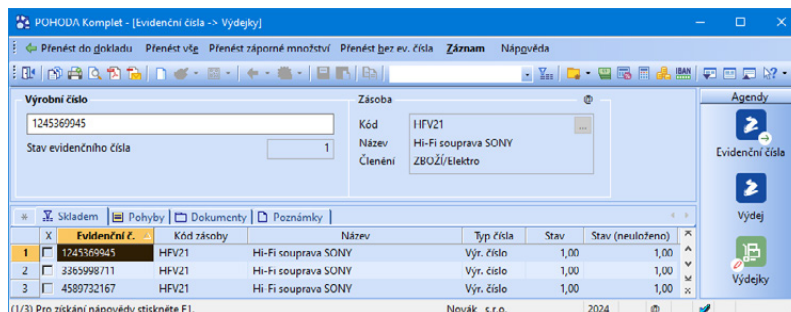 POHODA Komplet - [Evidenční čísla -> Výdejky]
Přenést do dokladu Přenést vše Přenést záporné množství Přenést bez ev. čísla Záznam Nápověda
IBAN
Výrobní číslo
1245369945
Stav evidenčního čísla 1
Zásoba @
Kód HFV21 ...
Název Hi-Fi souprava SONY
Členění ZBOŽÍ/Elektro
Agendy
Evidenční čísla
Výdej
Výdejky
* Skladem Pohyby Dokumenty Poznámky
X Evidenční č. Kód zásoby Název Typ čísla Stav Stav (neuloženo)
1 1245369945 HFV21 Hi-Fi souprava SONY Výr. číslo 1,00 1,00
2 3365998711 HFV21 Hi-Fi souprava SONY Výr. číslo 1,00 1,00
3 4589732167 HFV21 Hi-Fi souprava SONY Výr. číslo 1,00 1,00
(1/3) Pro získání nápovědy stiskněte F1. Novák s.r.o. 2024 @